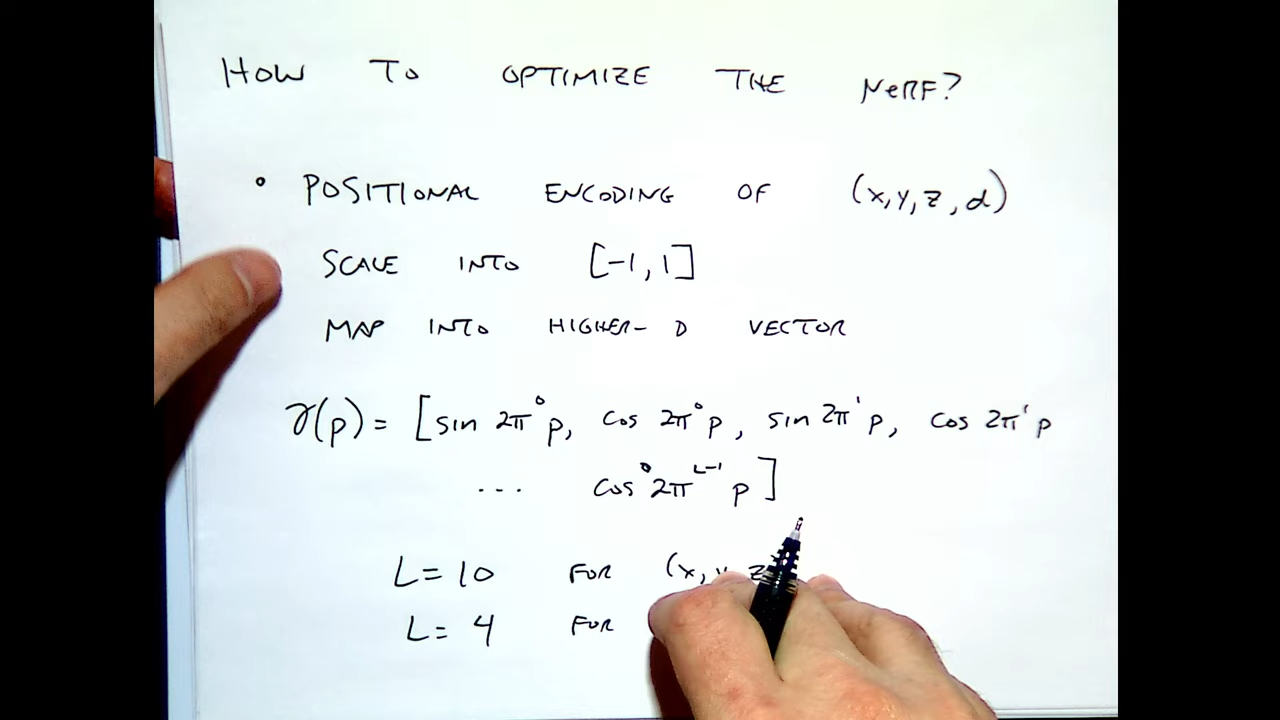 HOW TO OPTIMIZE THE NeRF?
• POSITIONAL ENCODING OF (x,y,z,d)
SCALE INTO [-1,1]
MAP INTO HIGHER-D VECTOR
γ(p) = [sin 2π⁰p, cos 2π⁰p, sin 2π¹p, cos 2π¹p
... cos 2πᴸ⁻¹ p]
L=10 FOR (x, y, z
L=4 FOR